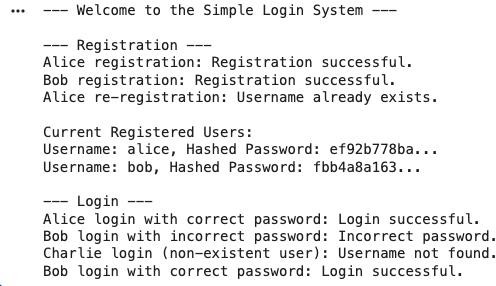 ••• --- Welcome to the Simple Login System ---
--- Registration ---
Alice registration: Registration successful.
Bob registration: Registration successful.
Alice re-registration: Username already exists.
Current Registered Users:
Username: alice, Hashed Password: ef92b778ba...
Username: bob, Hashed Password: fbb4a8a163...
--- Login ---
Alice login with correct password: Login successful.
Bob login with incorrect password: Incorrect password.
Charlie login (non-existent user): Username not found.
Bob login with correct password: Login successful.